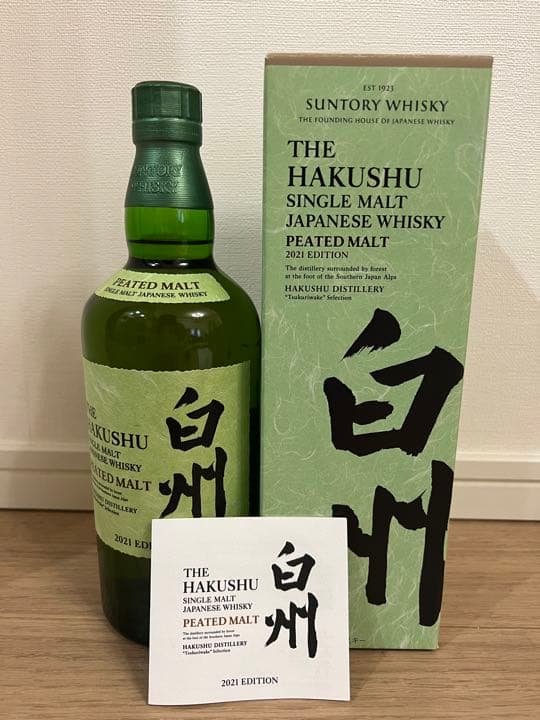 SUNTORY
WHISKY
PEATED MALT
SINGLE MALT JAPANESE WHISKY
THE
HAKUSHU
SINGLE MALT
JAPANESE WHISKY
PEATED MALT
白州
2021 EDI
EST 1923
SUNTORY WHISKY
THE FOUNDING HOUSE OF JAPANESE WHISKY
THE
HAKUSHU
SINGLE MALT
JAPANESE WHISKY
PEATED MALT
2021 EDITION
The distillery surrounded by forest
at the foot of the Southern Japan Alps
HAKUSHU DISTILLERY
"Tsukuriwake" Selection
白州
THE
HAKUSHU
SINGLE MALT
JAPANESE WHISKY
PEATED MALT
The distillery surrounded by forest
at the foot of the Southern Japan Alps
HAKUSHU DISTILLERY
"Tsukuriwake" Selection
白州
2021 EDITION